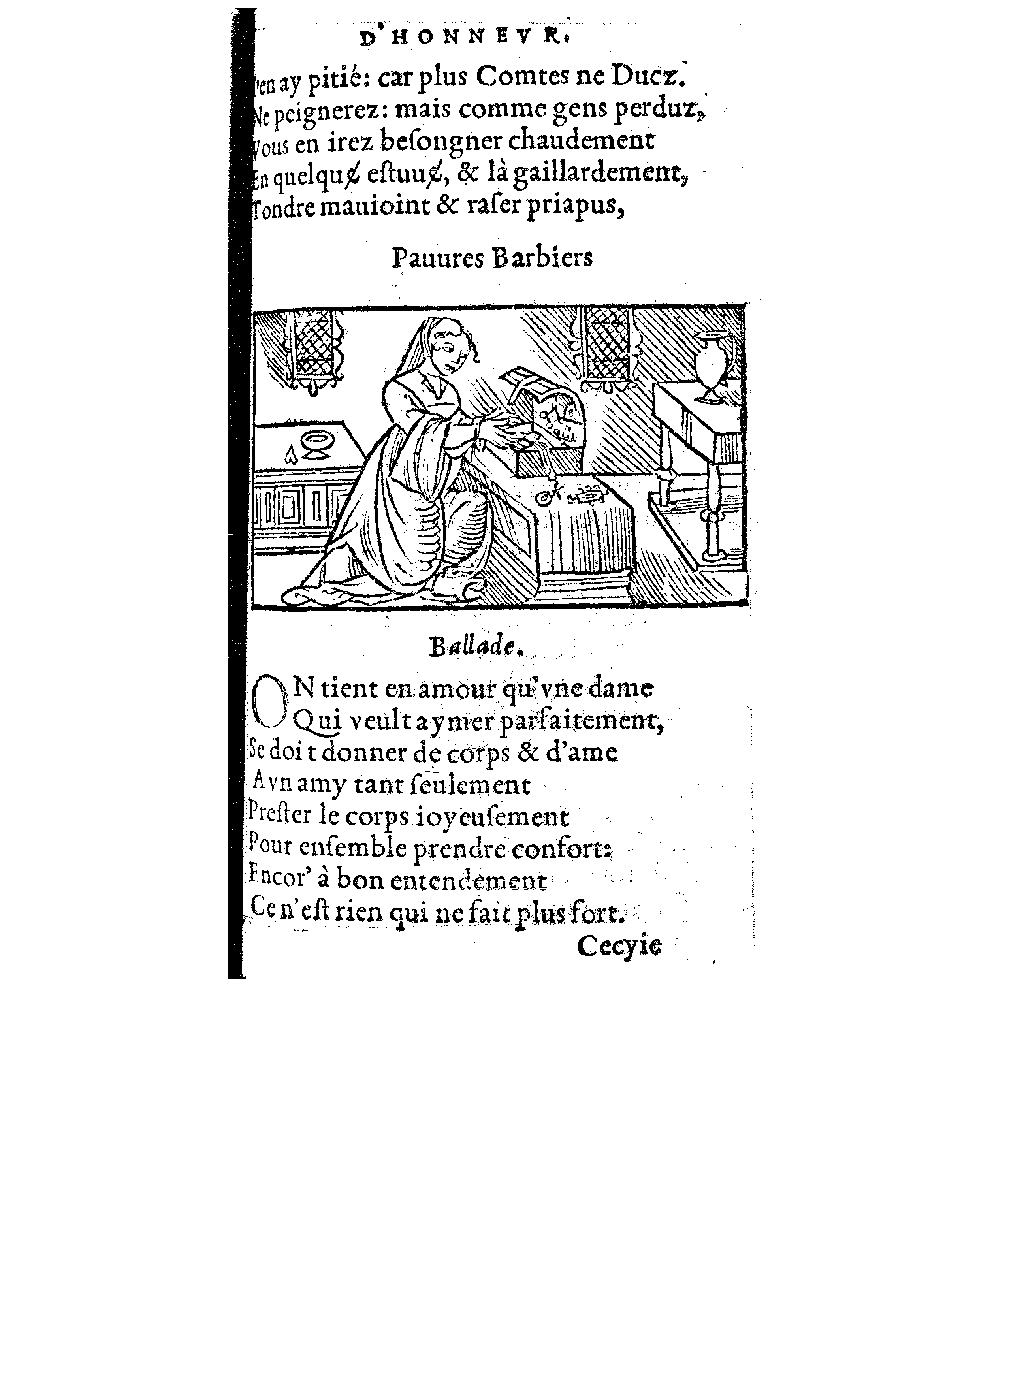 D'HONNEVR.
I'en ay pitié: car plus Comtes ne Ducz.
Ne peignerez: mais comme gens perduz,
Vous en irez beſongner chaudement
En quelqué eſtuué, & là gaillardement,
Tondre mauioint & raſer priapus,
Pauures Barbiers
Ballade.
ON tient en amour qu'vne dame
Qui veult aymer parfaitement,
Se doit donner de corps & d'ame
A vn amy tant ſeulement
Preſter le corps ioyeuſement
Pour enſemble prendre confort:
Encor' à bon entendement
Ce n'eſt rien qui ne fait plus fort.
Cecyie